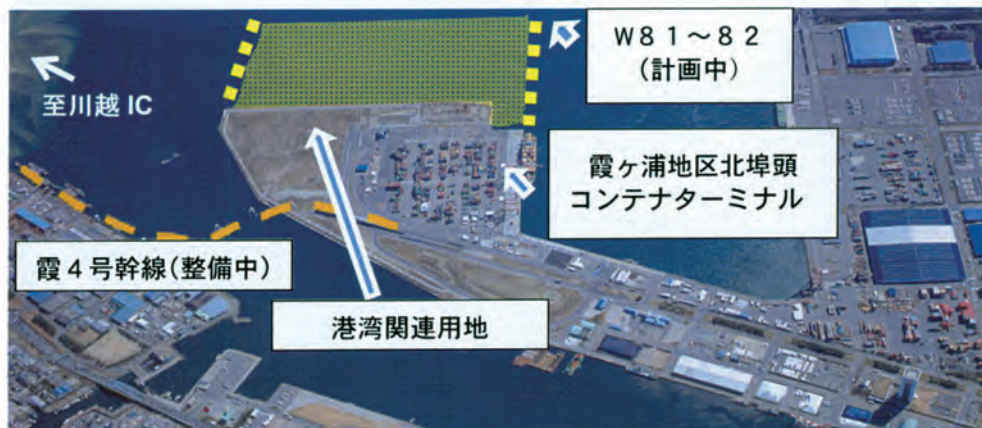 W81～82
(計画中)
至川越 IC
霞ヶ浦地区北埠頭
コンテナターミナル
霞4号幹線(整備中)
港湾関連用地